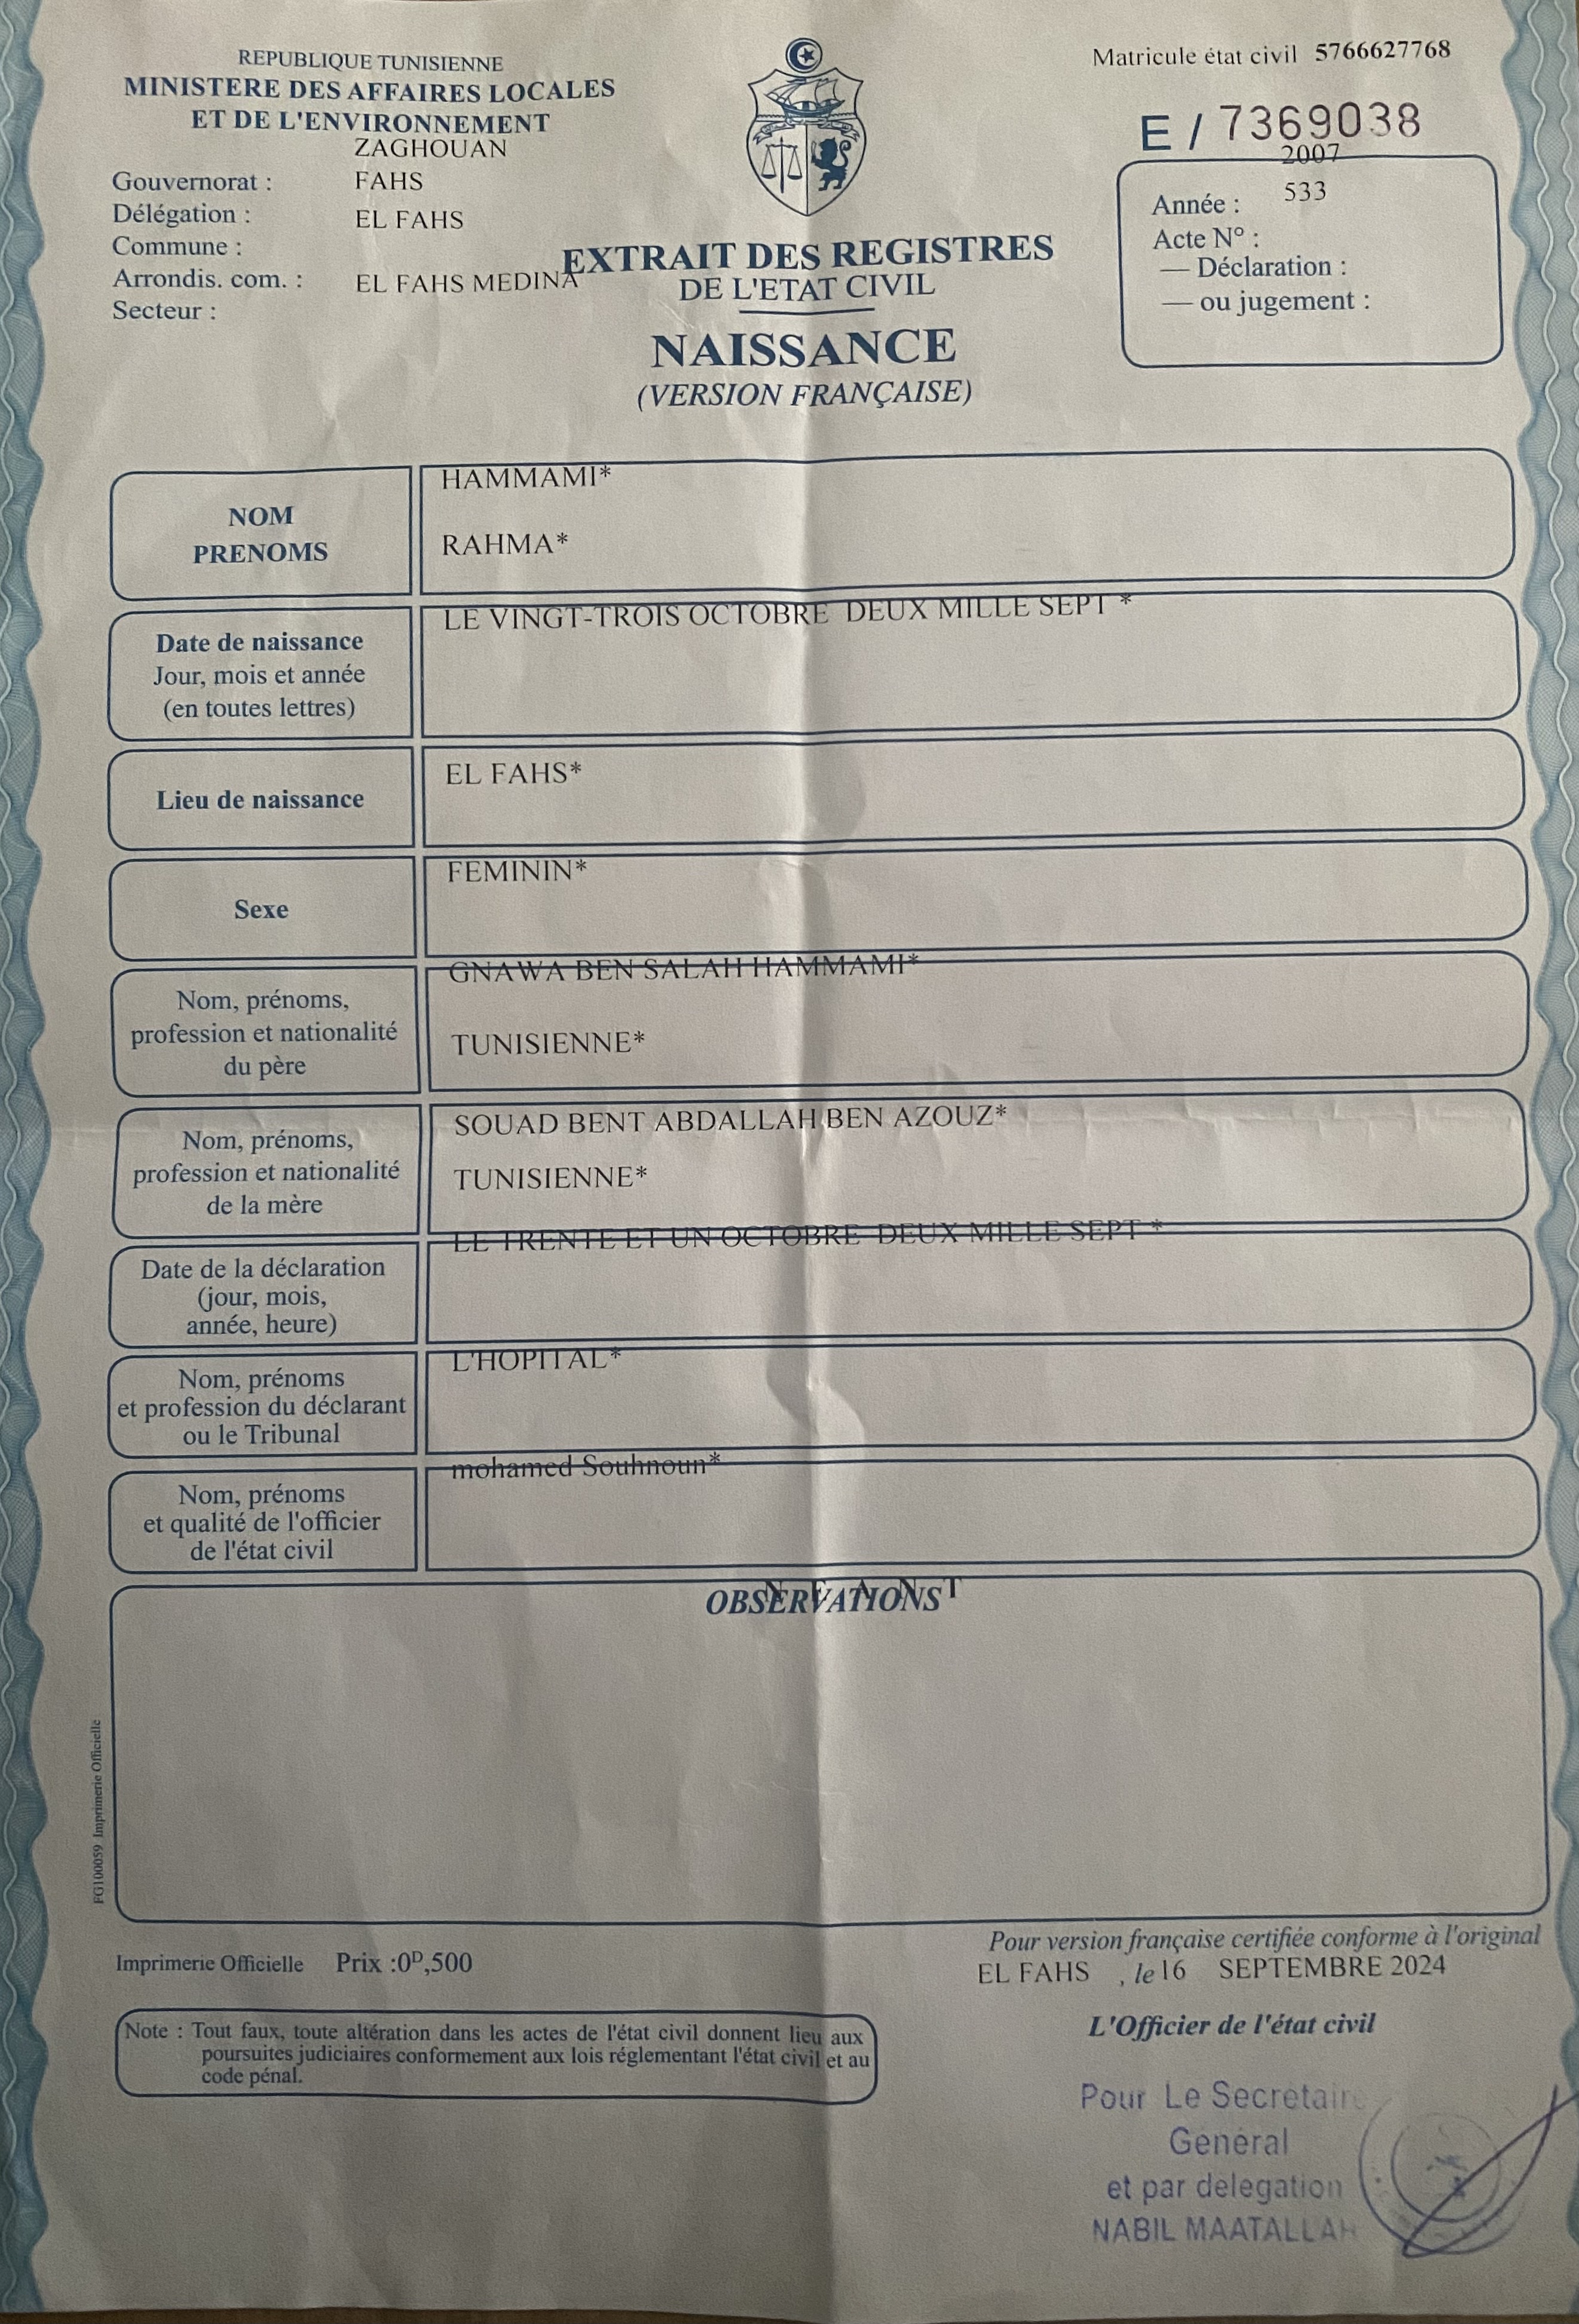 REPUBLIQUE TUNISIENNE
MINISTERE DES AFFAIRES LOCALES
ET DE L'ENVIRONNEMENT
ZAGHOUAN
Gouvernorat : FAHS
Délégation : EL FAHS
Commune :
Arrondis. com. : EL FAHS MEDINA
Secteur :
Matricule état civil 5766627768
E / 7369038
2007
Année : 533
Acte N° :
— Déclaration :
— ou jugement :
EXTRAIT DES REGISTRES
DE L'ETAT CIVIL
NAISSANCE
(VERSION FRANÇAISE)
NOM
PRENOMS
HAMMAMI*
RAHMA*
Date de naissance
Jour, mois et année
(en toutes lettres)
LE VINGT-TROIS OCTOBRE DEUX MILLE SEPT *
Lieu de naissance
EL FAHS*
Sexe
FEMININ*
Nom, prénoms,
profession et nationalité
du père
GNAWA BEN SALAH HAMMAMI*
TUNISIENNE*
Nom, prénoms,
profession et nationalité
de la mère
SOUAD BENT ABDALLAH BEN AZOUZ*
TUNISIENNE*
Date de la déclaration
(jour, mois,
année, heure)
LE TRENTE ET UN OCTOBRE DEUX MILLE SEPT *
Nom, prénoms
et profession du déclarant
ou le Tribunal
L'HOPITAL*
Nom, prénoms
et qualité de l'officier
de l'état civil
mohamed Souhnoun*
OBSERVATIONS
N E A N T
FG100059 Imprimerie Officielle
Imprimerie Officielle Prix :0ᴰ,500
Pour version française certifiée conforme à l'original
EL FAHS , le 16 SEPTEMBRE 2024
L'Officier de l'état civil
Note : Tout faux, toute altération dans les actes de l'état civil donnent lieu aux
poursuites judiciaires conformement aux lois réglementant l'état civil et au
code pénal.
Pour Le Secretaire
General
et par delegation
NABIL MAATALLAH